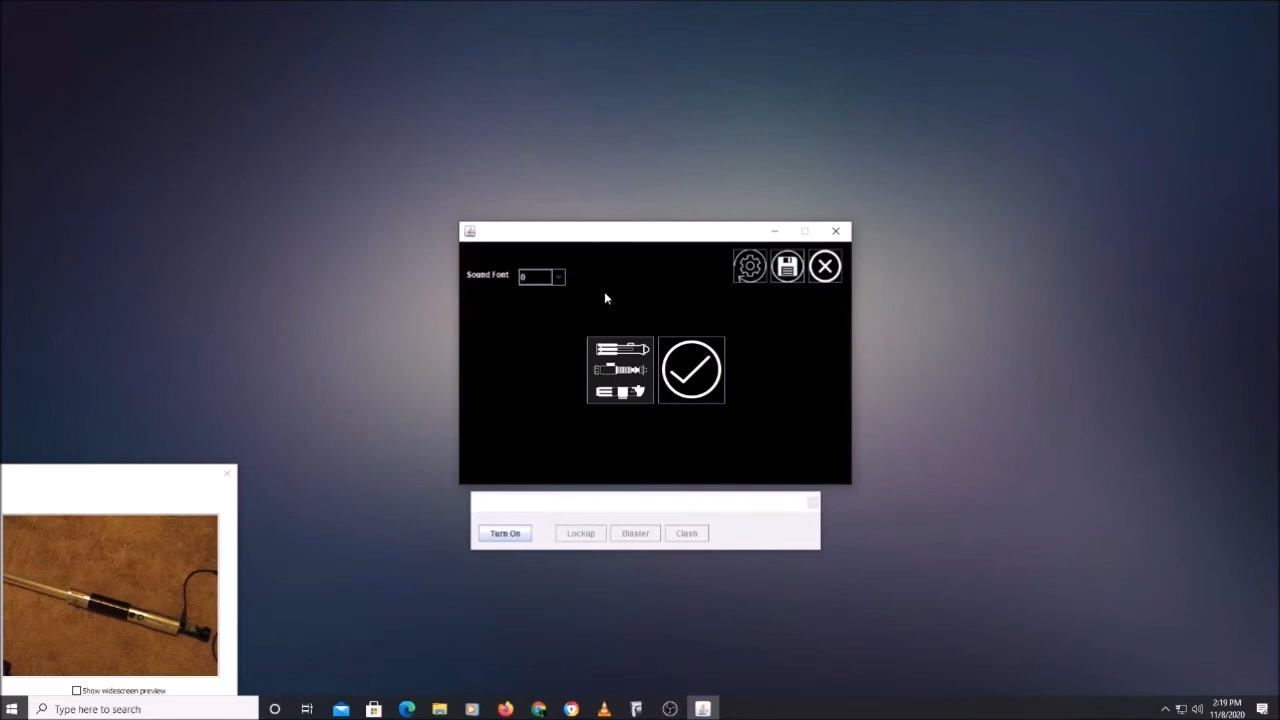 Sound Font
0
Turn On
Lockup
Blaster
Clash
Show widescreen preview
Type here to search
2:19 PM
11/8/2020